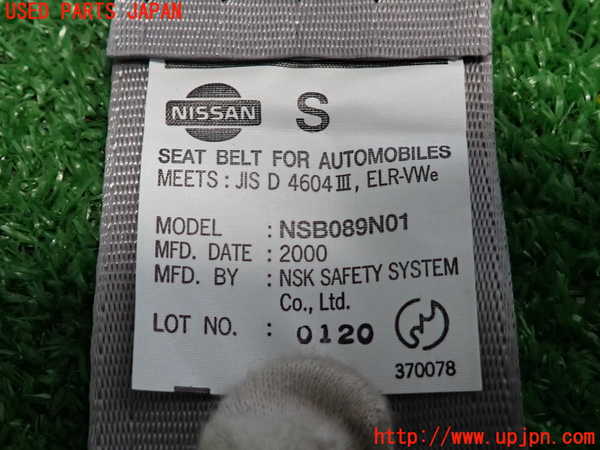 USED PARTS JAPAN
NISSAN
S
SEAT BELT FOR AUTOMOBILES
MEETS : JIS D 4604 III, ELR-VWe
MODEL : NSB089N01
MFD. DATE : 2000
MFD. BY : NSK SAFETY SYSTEM
Co., Ltd.
LOT NO. : 0120
370078
http://www.upjpn.com/